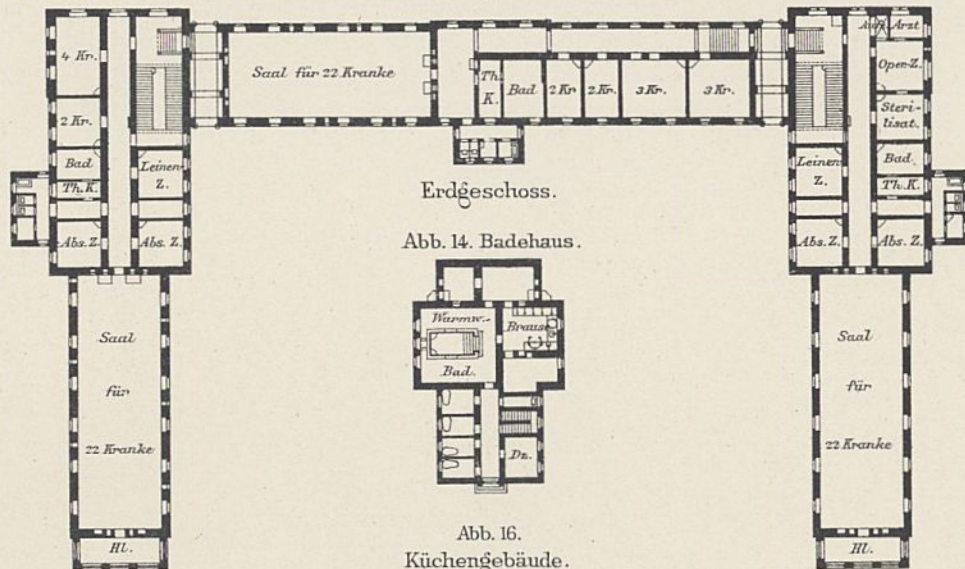 4 Kr.
2 Kr.
Bad
Th. K.
Abs. Z.
Leinen-
Z.
Abs. Z.
Saal
für
22 Kranke
Hl.
Saal für 22 Kranke
Th.
K.
Bad
2 Kr.
2 Kr.
3 Kr.
3 Kr.
Erdgeschoss.
Abb. 14. Badehaus.
Warmw.-
Bad.
Brause
Dz.
Abb. 16.
Küchengebäude.
Arzt
Oper. Z.
Steri-
lisat.
Bad
Th. K.
Leinen-
Z.
Abs. Z.
Abs. Z.
Saal
für
22 Kranke
Hl.